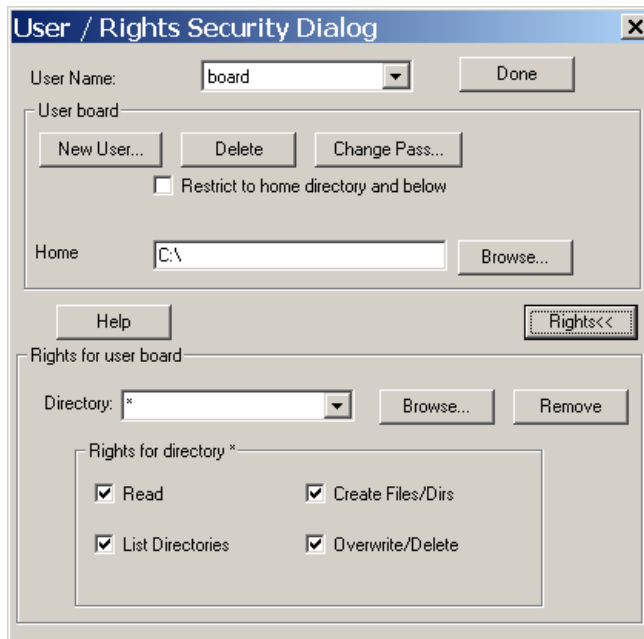 User / Rights Security Dialog
User Name: board Done
User board
New User... Delete Change Pass...
Restrict to home directory and below
Home C:\ Browse...
Help Rights<<
Rights for user board
Directory: * Browse... Remove
Rights for directory *
Read Create Files/Dirs
List Directories Overwrite/Delete